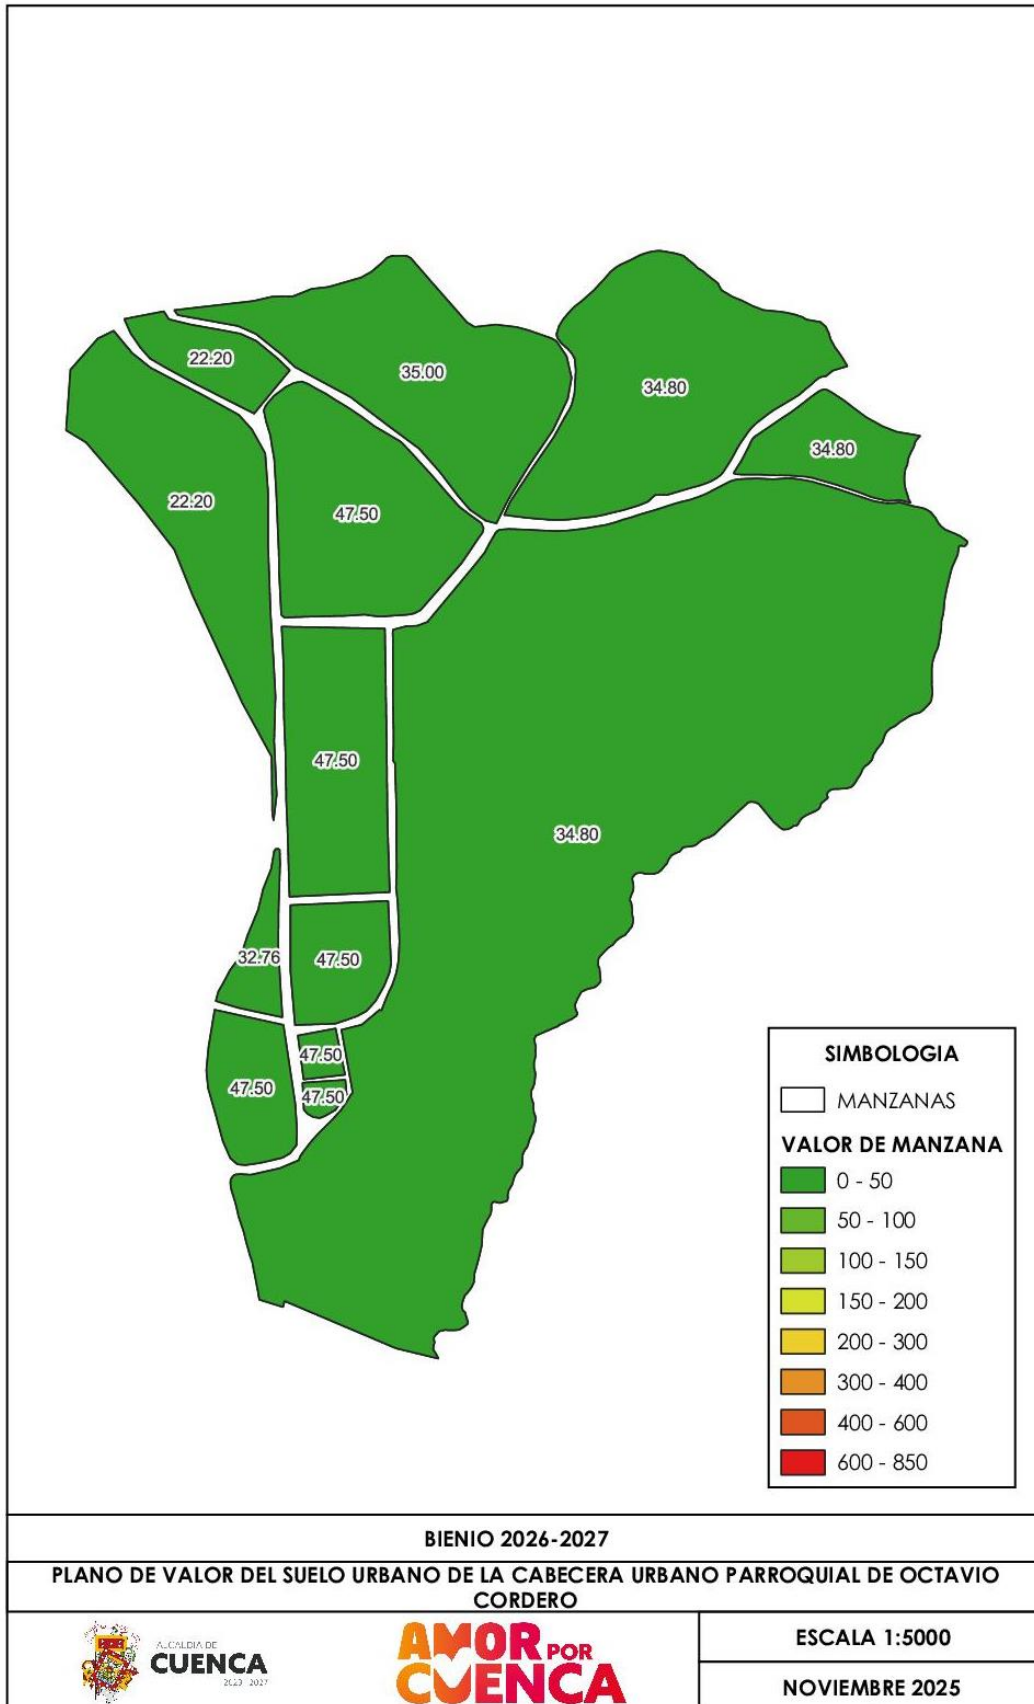 22.20
35.00
34.80
34.80
22.20
47.50
47.50
34.80
32.76
47.50
47.50
47.50
47.50
SIMBOLOGIA
MANZANAS
VALOR DE MANZANA
0 - 50
50 - 100
100 - 150
150 - 200
200 - 300
300 - 400
400 - 600
600 - 850
BIENIO 2026-2027
PLANO DE VALOR DEL SUELO URBANO DE LA CABECERA URBANO PARROQUIAL DE OCTAVIO
CORDERO
ALCALDÍA DE
CUENCA
2023 - 2027
AMOR POR
CUENCA
ESCALA 1:5000
NOVIEMBRE 2025